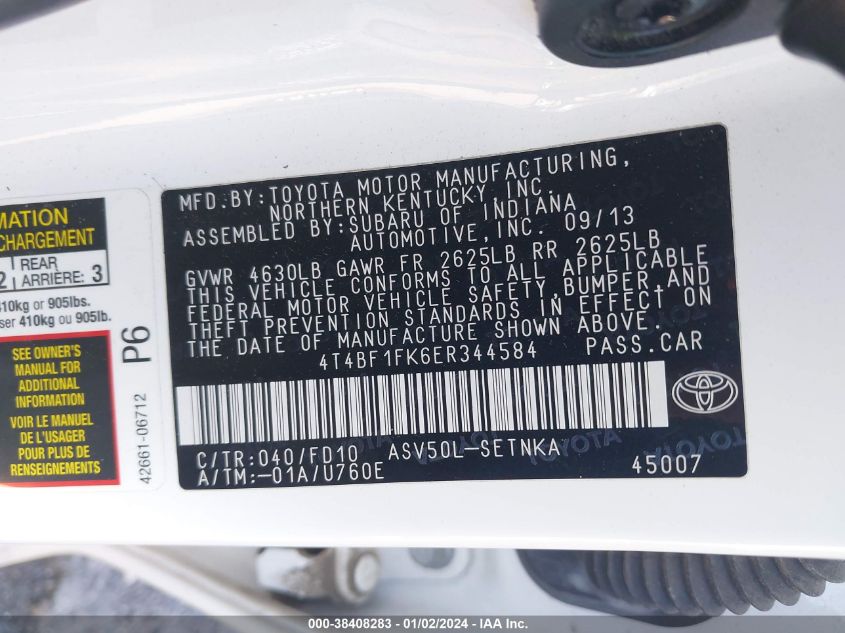 MFD.BY:TOYOTA MOTOR MANUFACTURING,
NORTHERN KENTUCKY, INC.
ASSEMBLED BY:SUBARU OF INDIANA
AUTOMOTIVE,INC. 09/13
GVWR 4630LB GAWR FR 2625LB RR 2625LB
THIS VEHICLE CONFORMS TO ALL APPLICABLE
FEDERAL MOTOR VEHICLE SAFETY,BUMPER,AND
THEFT PREVENTION STANDARDS IN EFFECT ON
THE DATE OF MANUFACTURE SHOWN ABOVE.
4T4BF1FK6ER344584 PASS.CAR
C/TR:040/FD10 ASV50L-SETNKA
A/TM:-01A/U760E 45007
TOYOTA TOYOTA
MATION
CHARGEMENT
2 REAR
ARRIÈRE: 3
410kg or 905lbs.
ser 410kg ou 905lb.
SEE OWNER'S
MANUAL FOR
ADDITIONAL
INFORMATION
VOIR LE MANUEL
DE L'USAGER
POUR PLUS DE
RENSEIGNEMENTS
P6
42661-06712
000-38408283 - 01/02/2024 - IAA Inc.